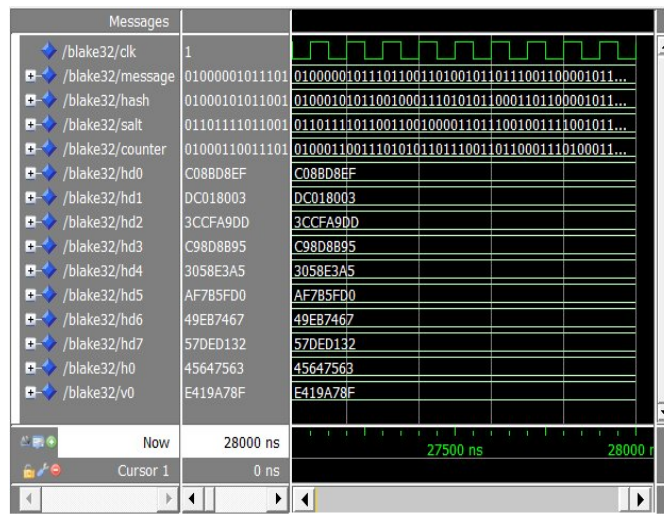 Messages
/blake32/clk 1
/blake32/message 01000001011101 0100000101110110011010010110111001100001011...
/blake32/hash 01000101011001 0100010101100100011101010110001101100001011...
/blake32/salt 01101111011001 0110111101100110010000110111001001111001011...
/blake32/counter 01000110011101 0100011001110101011011100110001101110100011...
/blake32/hd0 C08BD8EF C08BD8EF
/blake32/hd1 DC018003 DC018003
/blake32/hd2 3CCFA9DD 3CCFA9DD
/blake32/hd3 C98D8B95 C98D8B95
/blake32/hd4 3058E3A5 3058E3A5
/blake32/hd5 AF7B5FD0 AF7B5FD0
/blake32/hd6 49EB7467 49EB7467
/blake32/hd7 57DED132 57DED132
/blake32/h0 45647563 45647563
/blake32/v0 E419A78F E419A78F
Now 28000 ns 27500 ns 28000
Cursor 1 0 ns